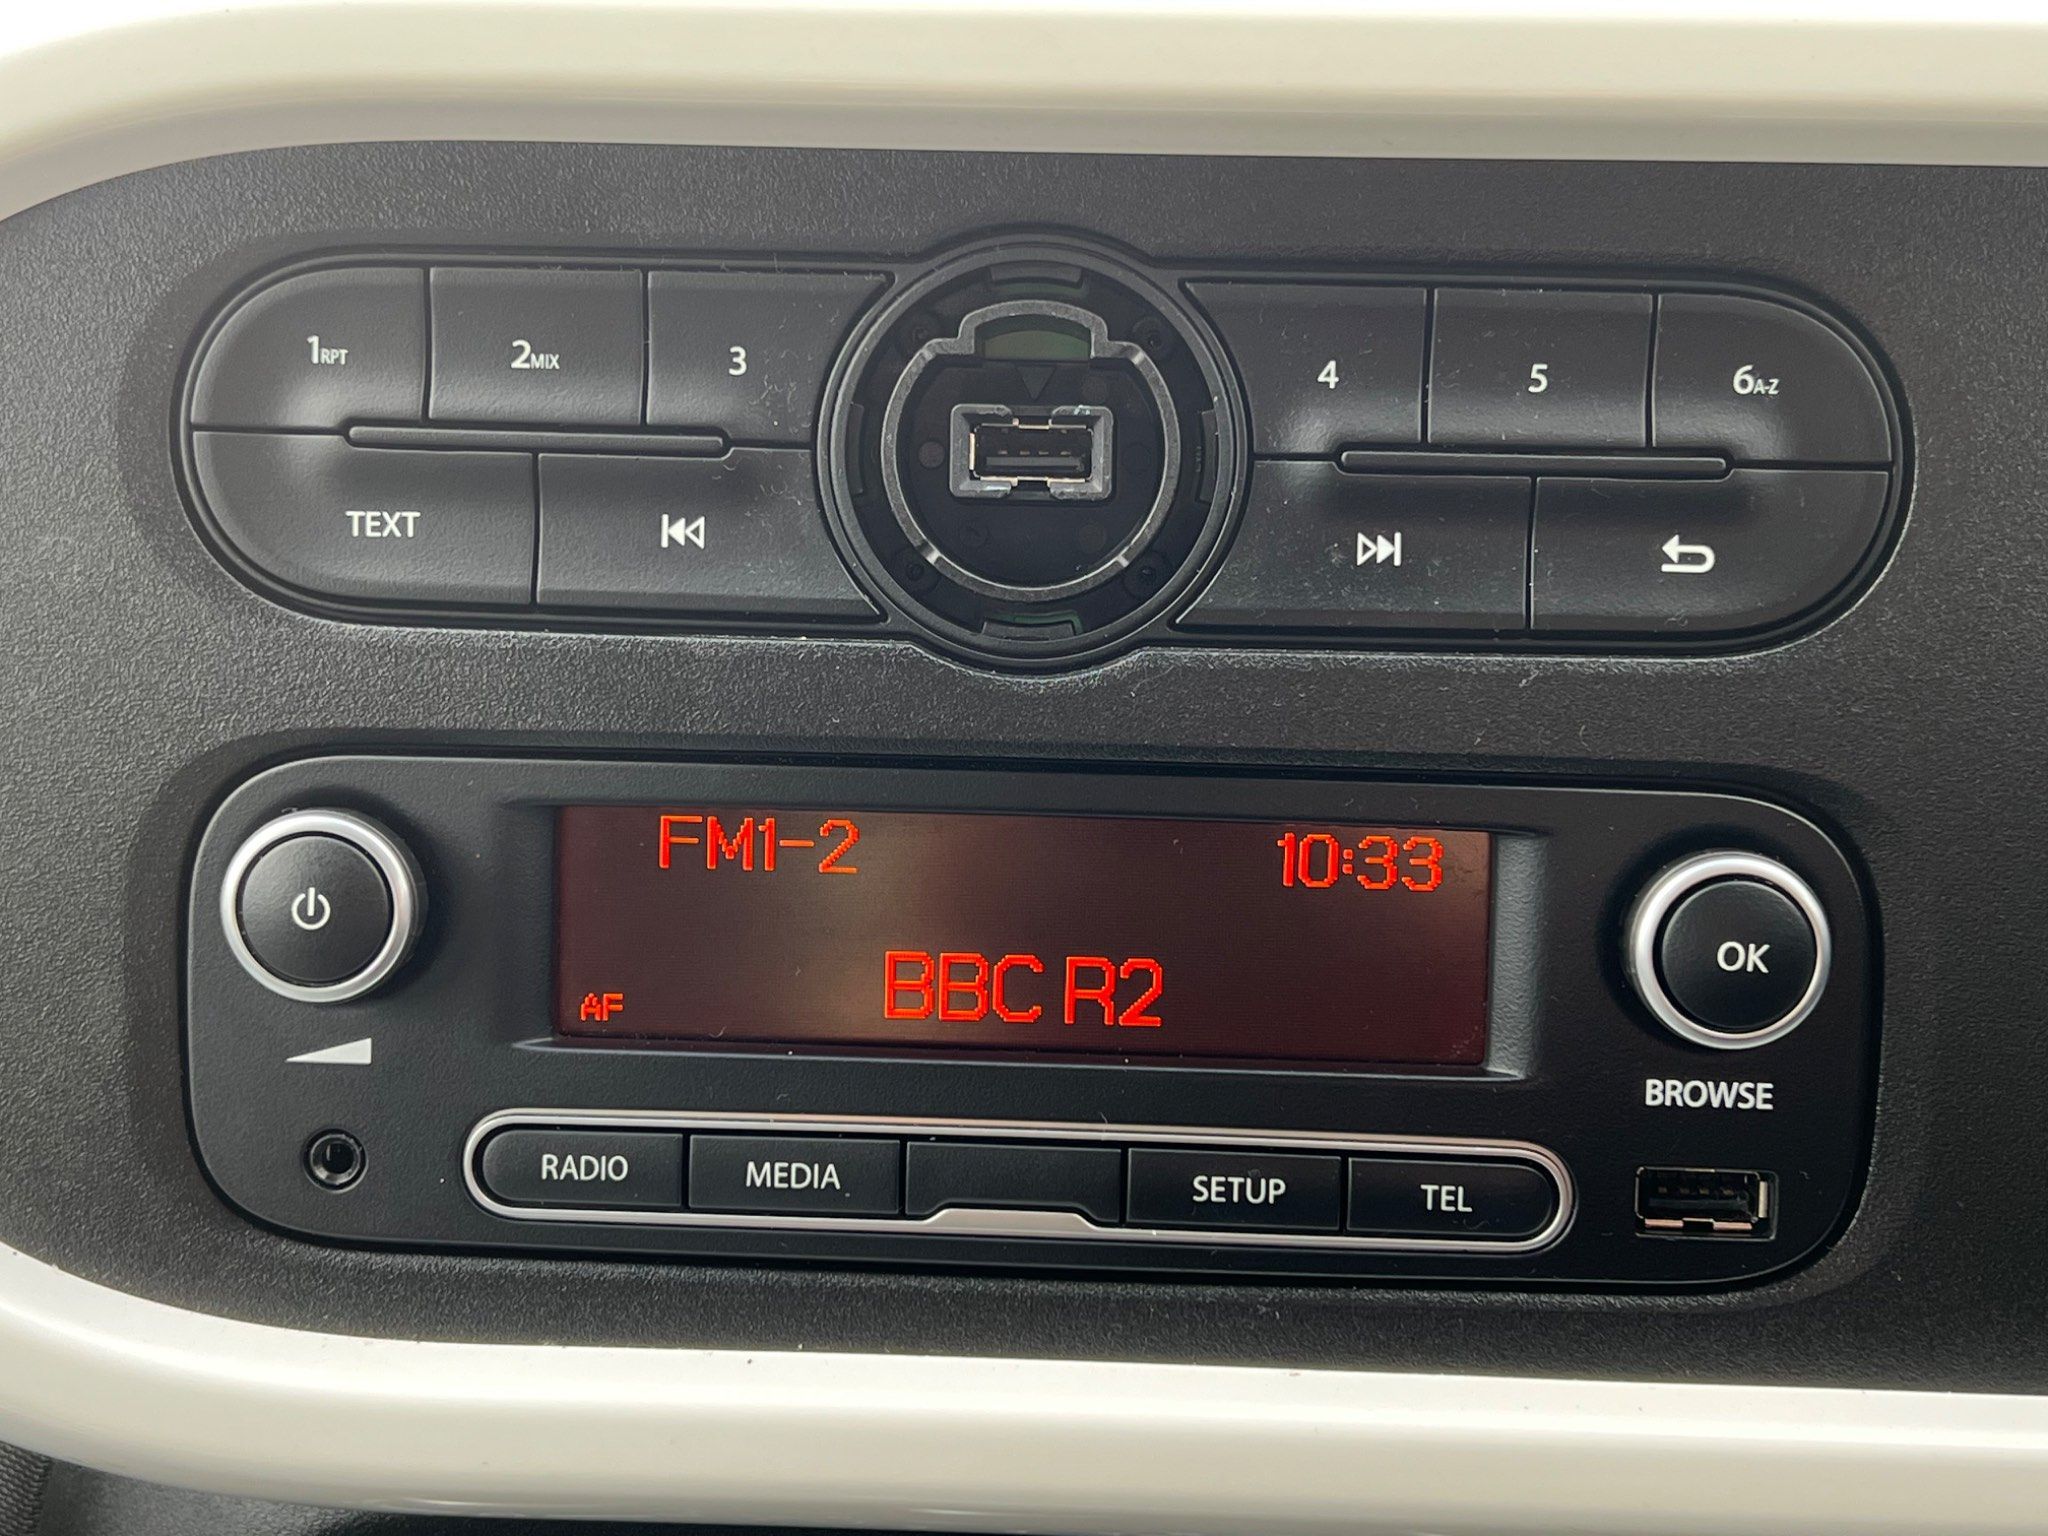 1RPT 2MIX 3 4 5 6A-Z
TEXT
FM1-2 10:33
BBC R2
AF
OK
BROWSE
RADIO MEDIA SETUP TEL